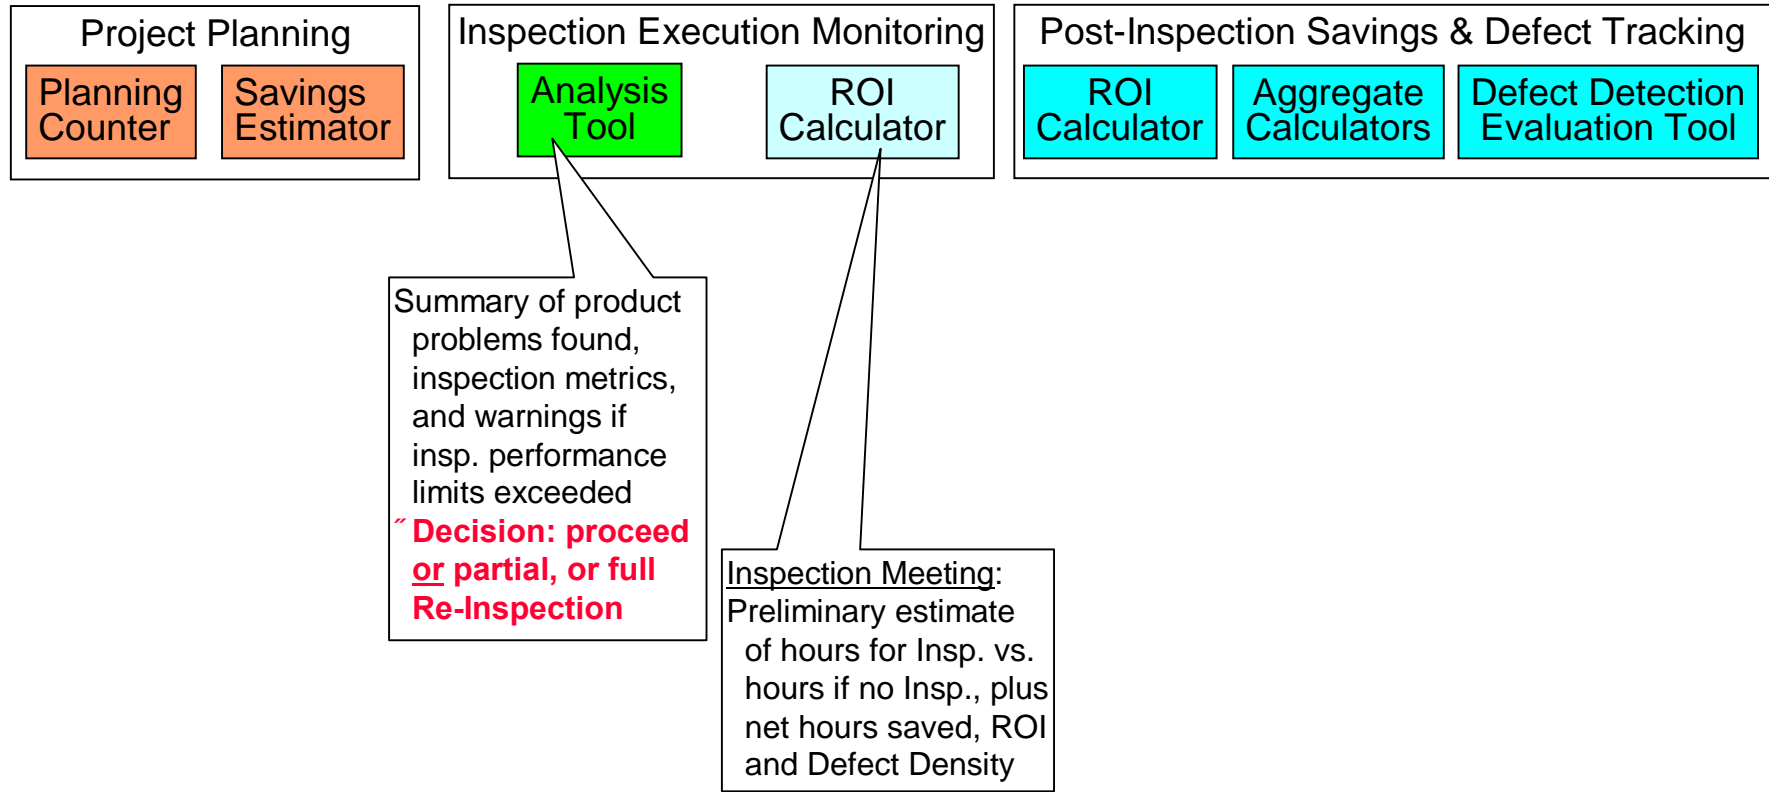 Project Planning
Planning
Counter
Savings
Estimator
Inspection Execution Monitoring
Analysis
Tool
ROI
Calculator
Post-Inspection Savings & Defect Tracking
ROI
Calculator
Aggregate
Calculators
Defect Detection
Evaluation Tool
Summary of product
problems found,
inspection metrics,
and warnings if
insp. performance
limits exceeded
˝ Decision: proceed
or partial, or full
Re-Inspection
Inspection Meeting:
Preliminary estimate
of hours for Insp. vs.
hours if no Insp., plus
net hours saved, ROI
and Defect Density